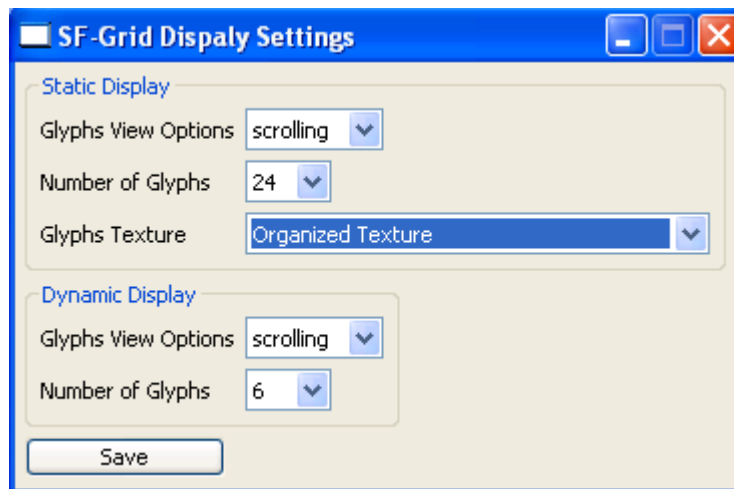 SF-Grid Dispaly Settings
Static Display
Glyphs View Options scrolling
Number of Glyphs 24
Glyphs Texture Organized Texture
Dynamic Display
Glyphs View Options scrolling
Number of Glyphs 6
Save